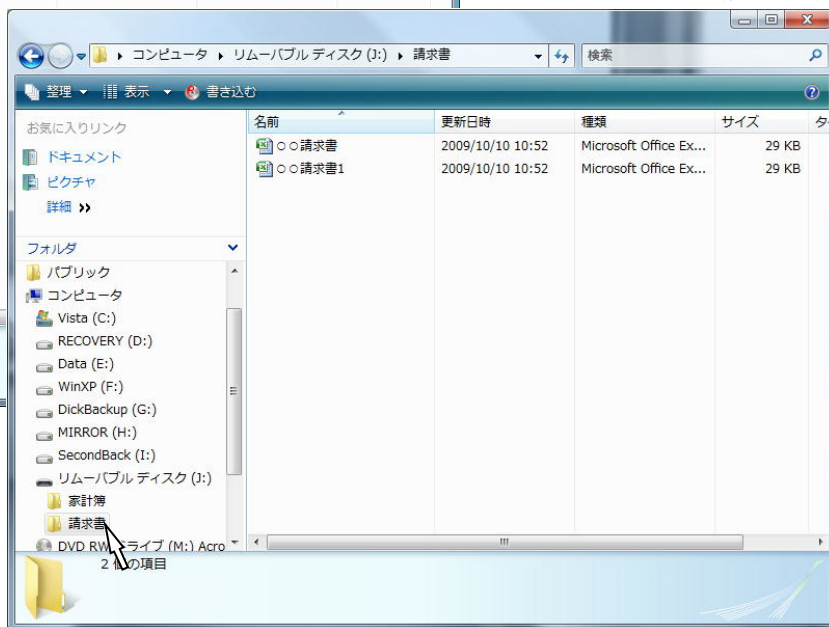 コンピュータ ▸ リムーバブル ディスク (J:) ▸ 請求書
検索
整理 表示 書き込む
お気に入りリンク
ドキュメント
ピクチャ
詳細 »
フォルダ
パブリック
コンピュータ
Vista (C:)
RECOVERY (D:)
Data (E:)
WinXP (F:)
DickBackup (G:)
MIRROR (H:)
SecondBack (I:)
リムーバブル ディスク (J:)
家計簿
請求書
DVD RW ドライブ (M:) Acro
名前 更新日時 種類 サイズ
○○請求書 2009/10/10 10:52 Microsoft Office Ex... 29 KB
○○請求書1 2009/10/10 10:52 Microsoft Office Ex... 29 KB
2 個の項目